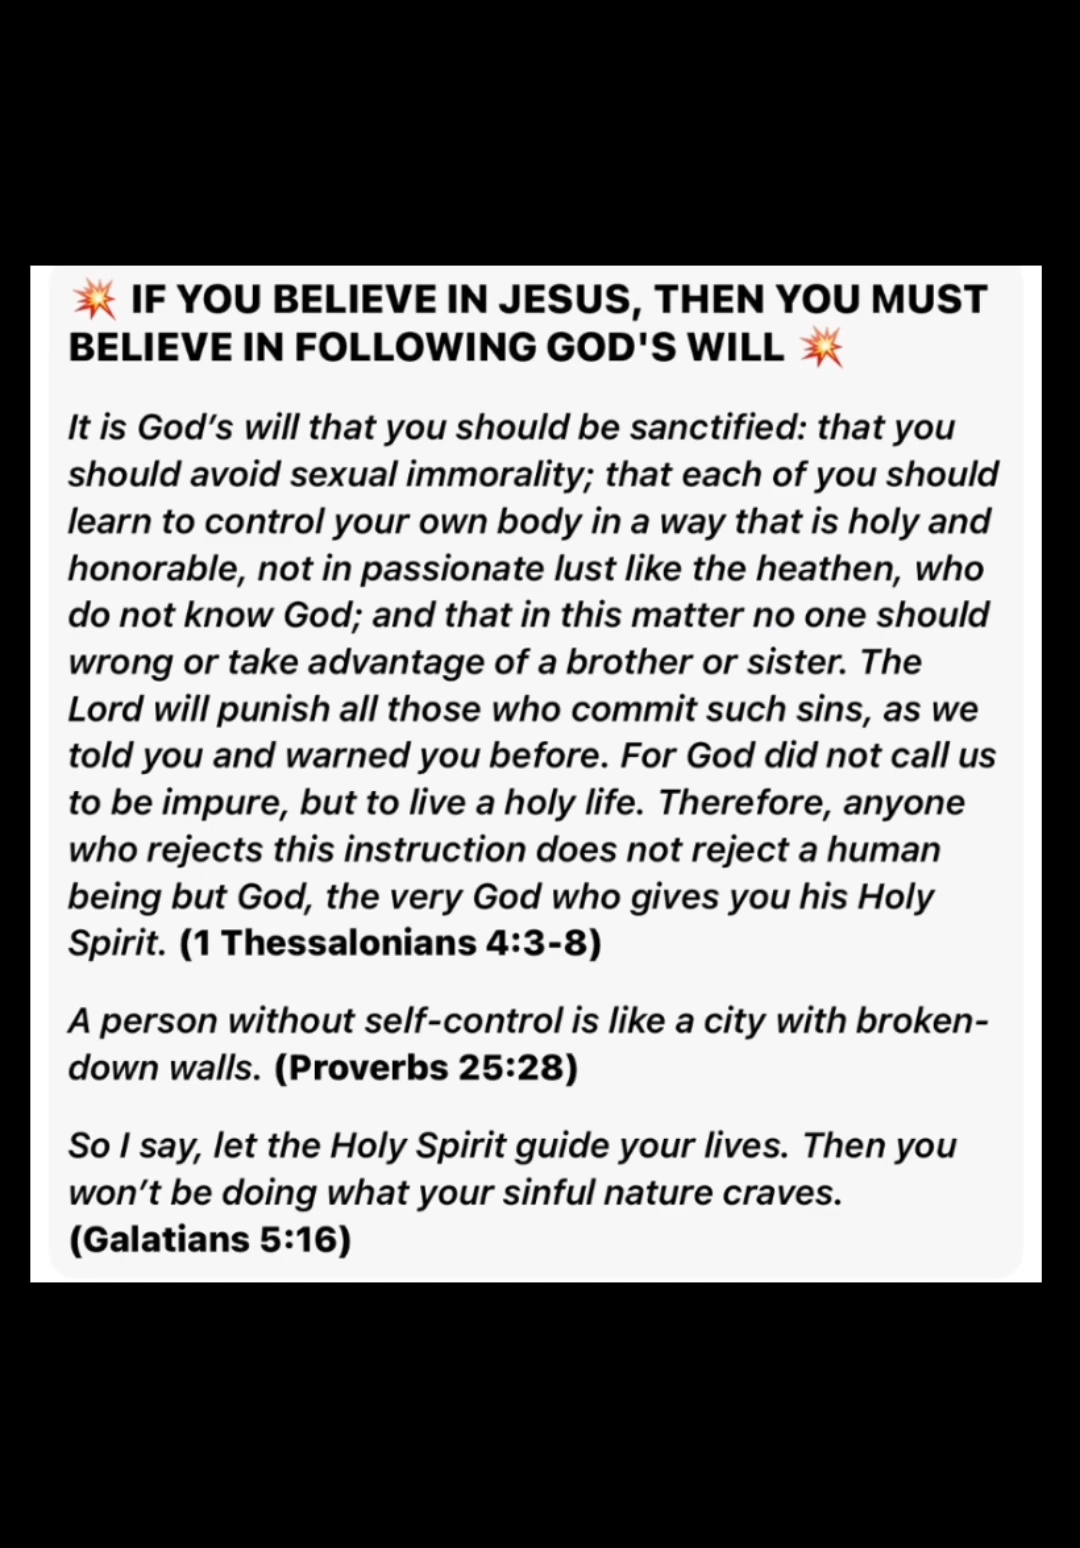 💥 IF YOU BELIEVE IN JESUS, THEN YOU MUST
BELIEVE IN FOLLOWING GOD'S WILL 💥
It is God’s will that you should be sanctified: that you
should avoid sexual immorality; that each of you should
learn to control your own body in a way that is holy and
honorable, not in passionate lust like the heathen, who
do not know God; and that in this matter no one should
wrong or take advantage of a brother or sister. The
Lord will punish all those who commit such sins, as we
told you and warned you before. For God did not call us
to be impure, but to live a holy life. Therefore, anyone
who rejects this instruction does not reject a human
being but God, the very God who gives you his Holy
Spirit. (1 Thessalonians 4:3-8)
A person without self-control is like a city with broken-
down walls. (Proverbs 25:28)
So I say, let the Holy Spirit guide your lives. Then you
won’t be doing what your sinful nature craves.
(Galatians 5:16)